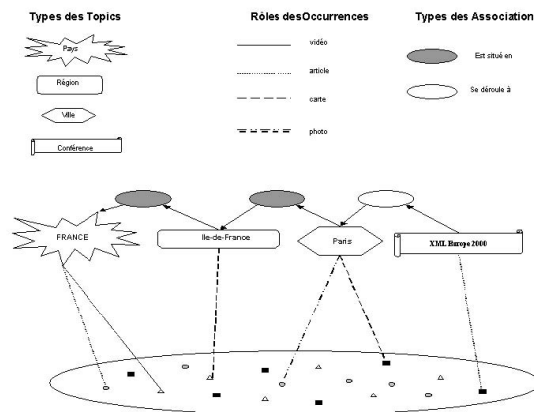 Types des Topics
Rôles desOccurrences
Types des Association
Pays
Région
Ville
Conférence
vidéo
article
carte
photo
Est situé en
Se déroule à
FRANCE
Ile-de-France
Paris
XML Europe 2000